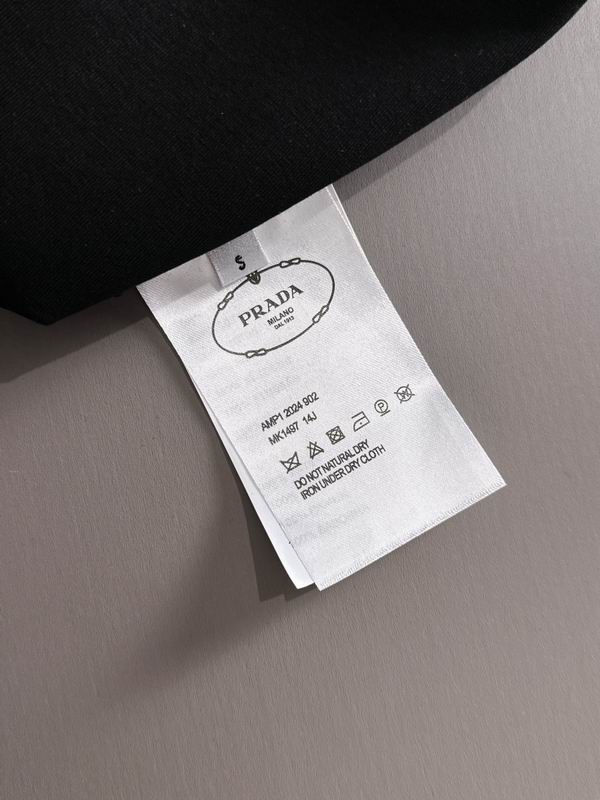 S
PRADA
MILANO
DAL 1913
AMP1 2024 902
MK1497 14J
P
DO NOT NATURAL DRY
IRON UNDER DRY CLOTH